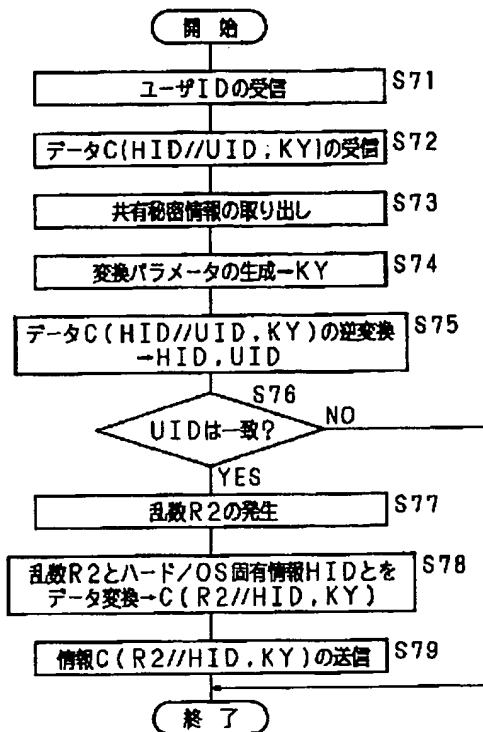 開始
ユーザIDの受信 S71
データC(HID//UID;KY)の受信 S72
共有秘密情報の取り出し S73
変換パラメータの生成→KY S74
データC(HID//UID,KY)の逆変換 S75
→HID,UID
S76
UIDは一致? NO
YES
乱数R2の発生 S77
乱数R2とハード/OS固有情報HIDとを S78
データ変換→C(R2//HID,KY)
情報C(R2//HID,KY)の送信 S79
終了